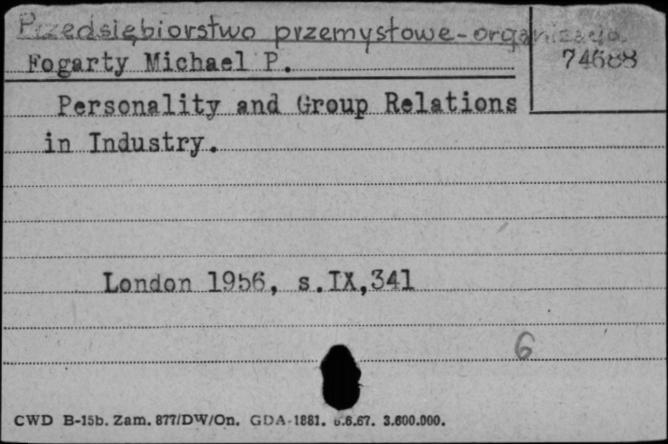 Przedsiębiorstwo przemysłowe-organizacja
74688
Fogarty Michael P.
Personality and Group Relations
in Industry.
London 1956, s.IX,341
6
CWD B-15b. Zam. 877/DW/On. GDA-1881. 6.6.67. 3.600.000.